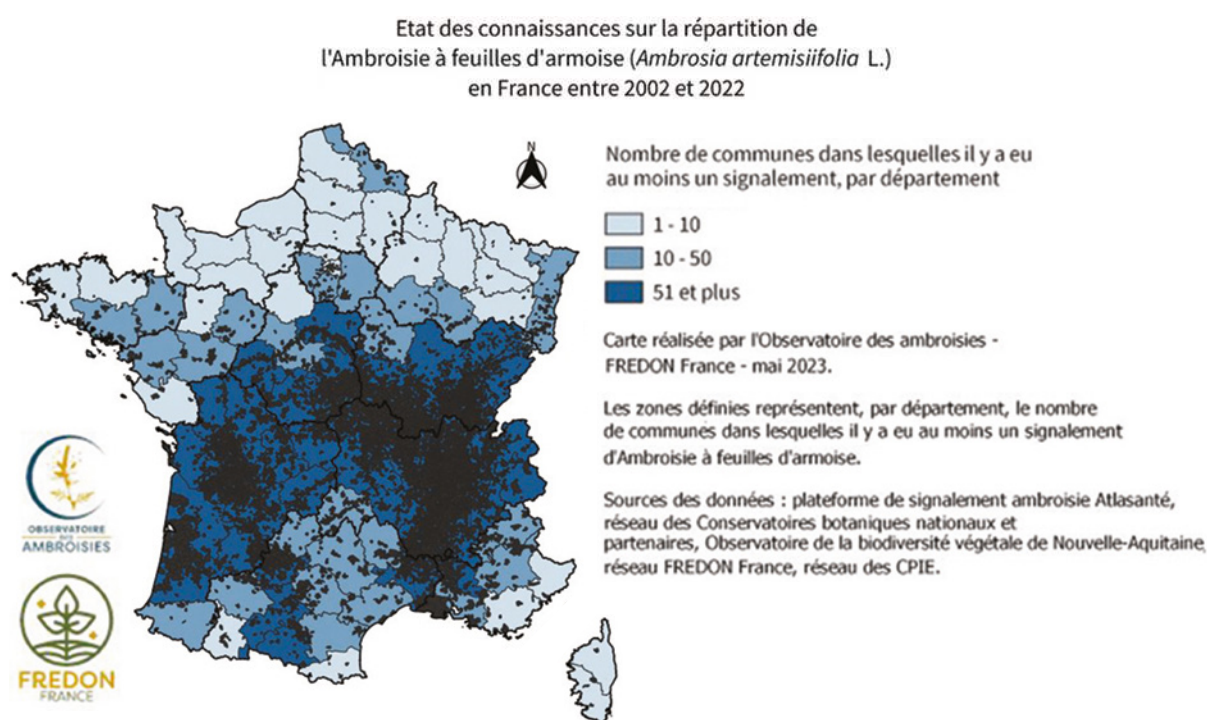 Etat des connaissances sur la répartition de
l'Ambroisie à feuilles d'armoise (Ambrosia artemisiifolia L.)
en France entre 2002 et 2022
N
Nombre de communes dans lesquelles il y a eu
au moins un signalement, par département
1 - 10
10 - 50
51 et plus
Carte réalisée par l'Observatoire des ambroisies -
FREDON France - mai 2023.
Les zones définies représentent, par département, le nombre
de communes dans lesquelles il y a eu au moins un signalement
d'Ambroisie à feuilles d'armoise.
Sources des données : plateforme de signalement ambroisie Atlasanté,
réseau des Conservatoires botaniques nationaux et
partenaires, Observatoire de la biodiversité végétale de Nouvelle-Aquitaine
réseau FREDON France, réseau des CPIE.
OBSERVATOIRE
DES
AMBROISIES
FREDON
FRANCE